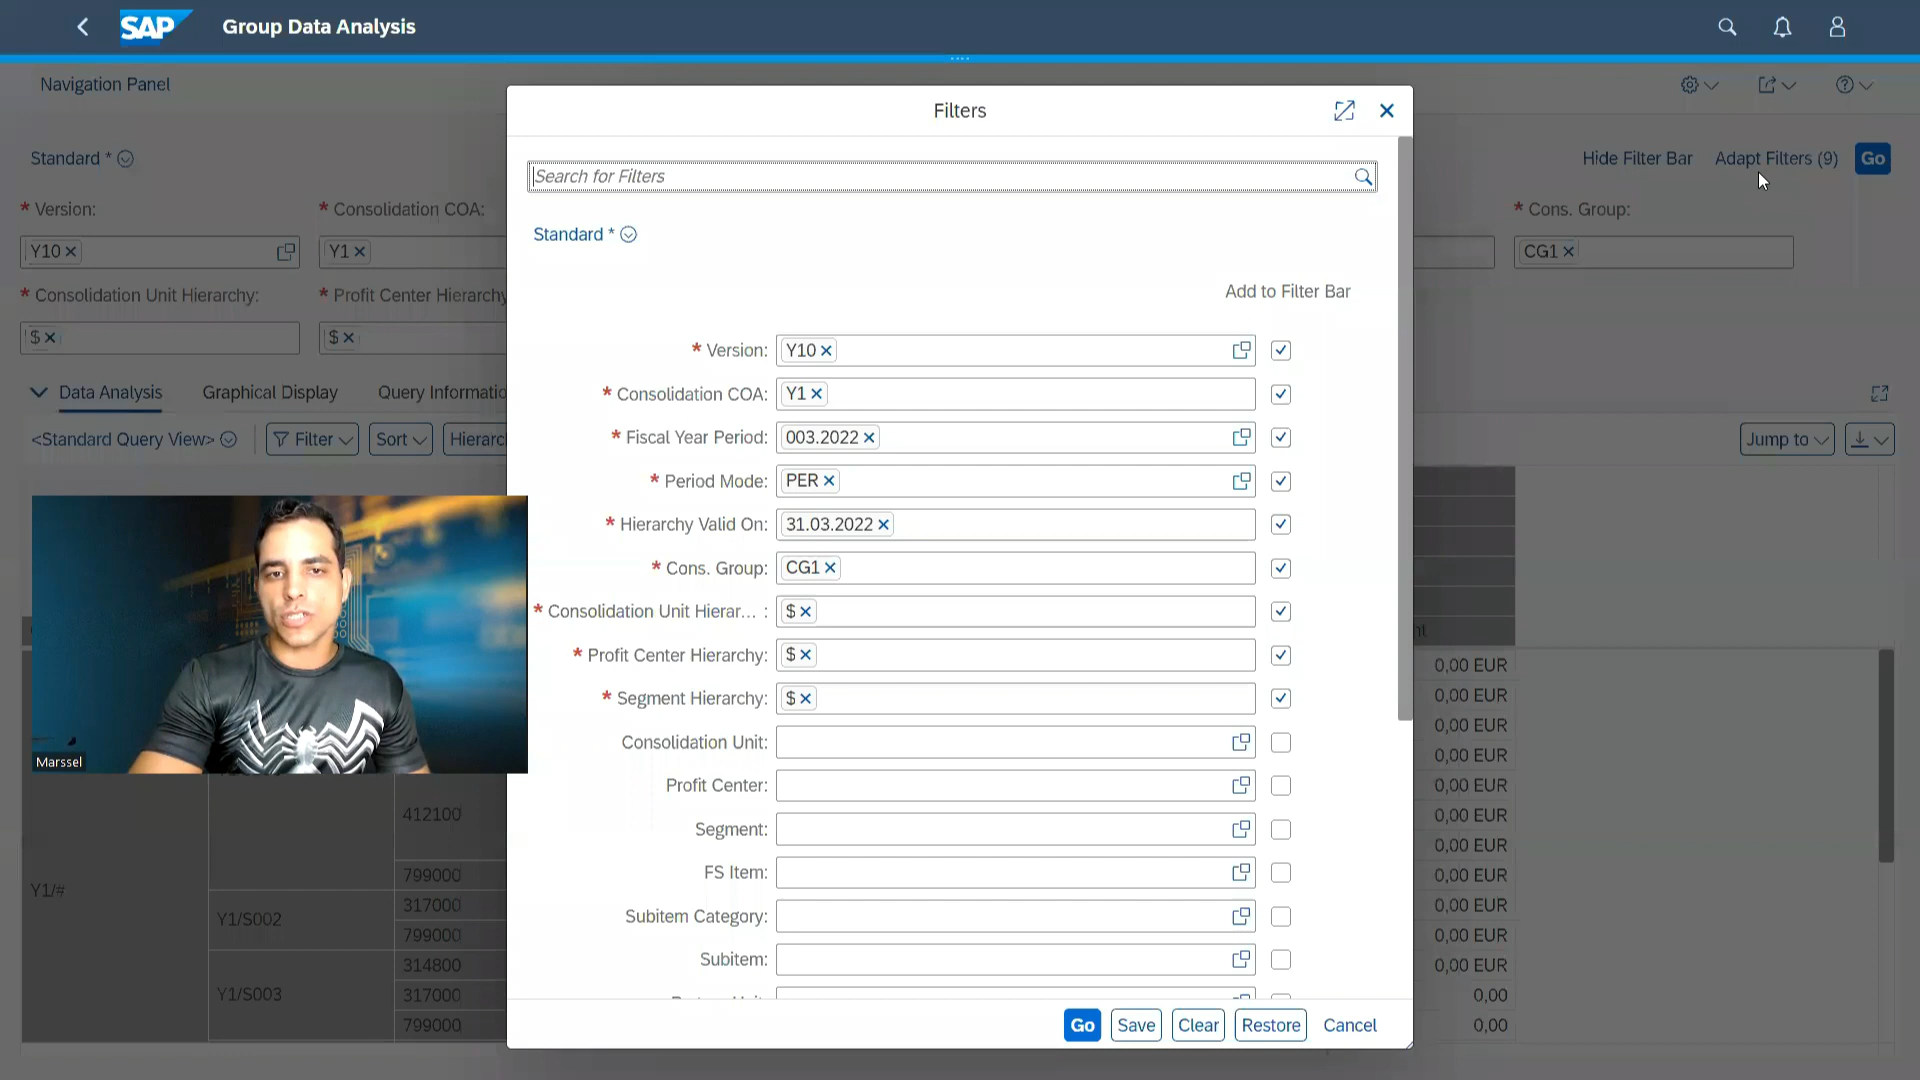 SAP Group Data Analysis
Navigation Panel
Standard *
Hide Filter Bar Adapt Filters (9) Go
* Version: * Consolidation COA: * Cons. Group:
Y10 Y1 CG1
* Consolidation Unit Hierarchy: * Profit Center Hierarchy
$ $
Data Analysis Graphical Display Query Informatio
<Standard Query View> Filter Sort Hierarc Jump to
Filters
Search for Filters
Standard *
Add to Filter Bar
* Version: Y10
* Consolidation COA: Y1
* Fiscal Year Period: 003.2022
* Period Mode: PER
* Hierarchy Valid On: 31.03.2022
* Cons. Group: CG1
* Consolidation Unit Hierar... : $
* Profit Center Hierarchy: $
* Segment Hierarchy: $
Consolidation Unit:
Profit Center:
Segment:
FS Item:
Subitem Category:
Subitem:
Go Save Clear Restore Cancel
Marssel
412100
799000
Y1/#
Y1/S002
317000
799000
Y1/S003
314800
317000
799000
0,00 EUR
0,00 EUR
0,00 EUR
0,00 EUR
0,00 EUR
0,00 EUR
0,00 EUR
0,00 EUR
0,00 EUR
0,00 EUR
0,00 EUR
0,00
0,00